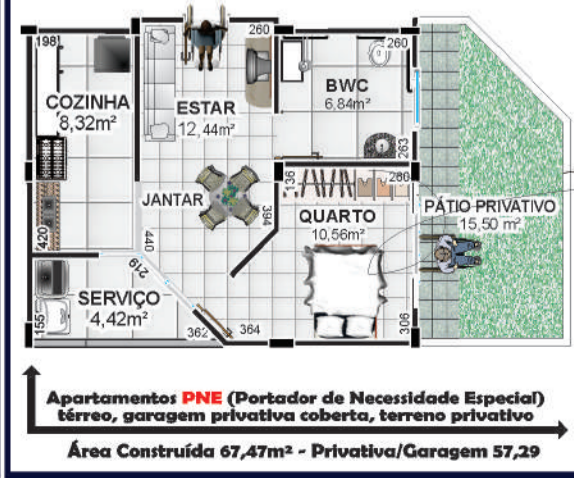 198
260
260
COZINHA
8,32m²
ESTAR
12,44m²
BWC
6,84m²
263
136
280
JANTAR
394
QUARTO
10,56m²
PÁTIO PRIVATIVO
15,50 m²
420
440
219
SERVIÇO
4,42m²
155
362
364
306
Apartamentos PNE (Portador de Necessidade Especial)
térreo, garagem privativa coberta, terreno privativo
Área Construída 67,47m² - Privativa/Garagem 57,29